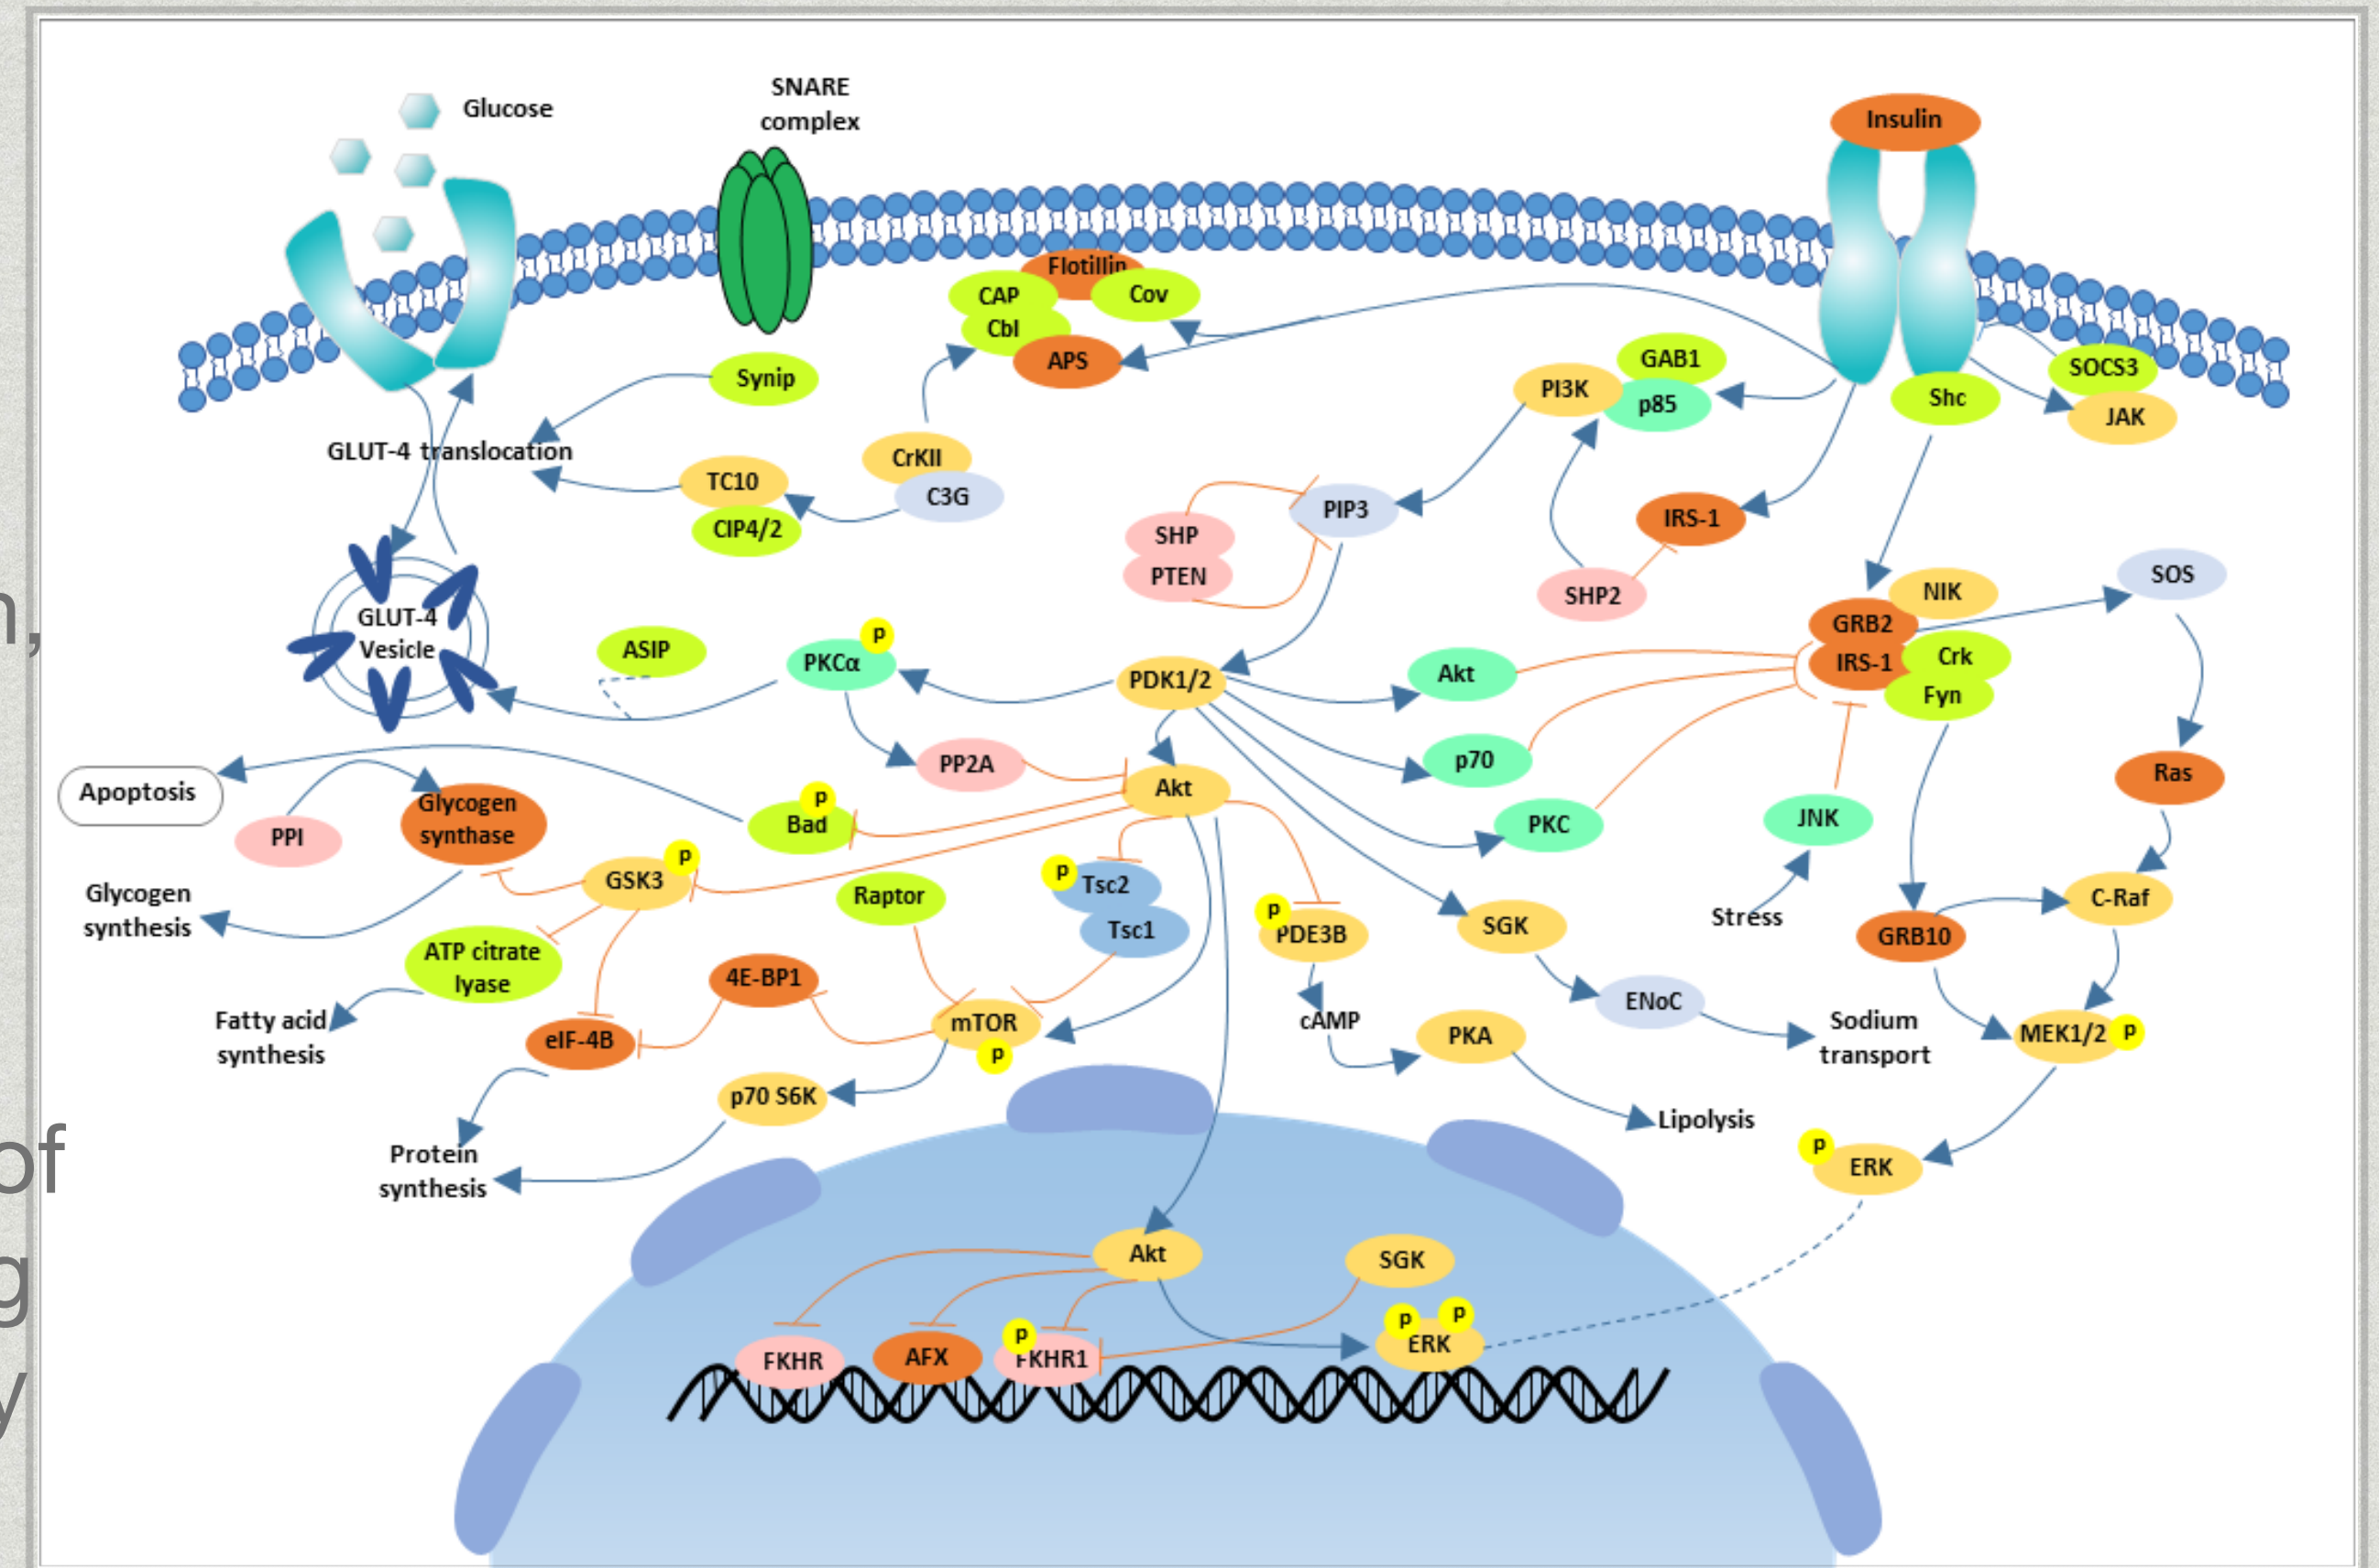 SNARE
complex
Glucose
Insulin
Flotillin
CAP
Cov
Cbl
APS
Synip
GAB1
PI3K
p85
SOCS3
Shc
JAK
GLUT-4 translocation
CrKII
TC10
C3G
CIP4/2
PIP3
IRS-1
SHP
PTEN
SHP2
SOS
NIK
GRB2
IRS-1
Crk
Fyn
GLUT-4
Vesicle
ASIP
p
PKCα
PDK1/2
Akt
n,
Apoptosis
PP2A
Akt
p70
Ras
PPI
Glycogen
synthase
p
Bad
PKC
JNK
Glycogen
synthesis
p
GSK3
Raptor
p
Tsc2
Tsc1
p
PDE3B
SGK
Stress
GRB10
C-Raf
ATP citrate
lyase
4E-BP1
ENoC
Fatty acid
synthesis
eIF-4B
mTOR
p
cAMP
PKA
Sodium
transport
MEK1/2
p
p70 S6K
Lipolysis
Protein
synthesis
p
ERK
of
Akt
SGK
g
FKHR
AFX
p
FKHR1
p
p
ERK
y